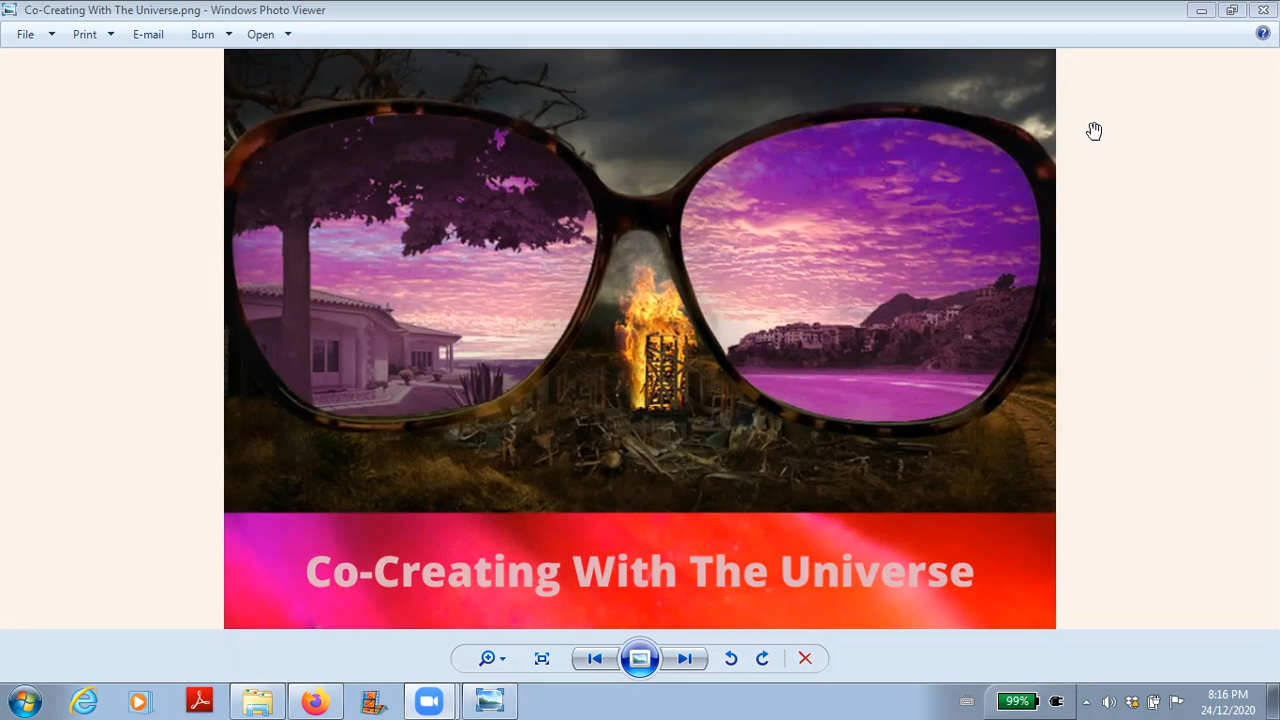 Co-Creating With The Universe.png - Windows Photo Viewer
File Print E-mail Burn Open
Co-Creating With The Universe
99%
8:16 PM
24/12/2020